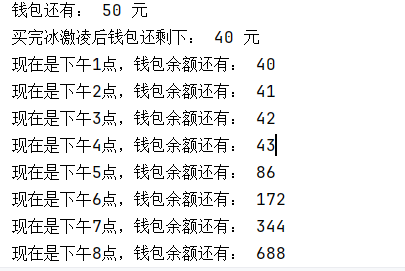 钱包还有： 50 元
买完冰激凌后钱包还剩下： 40 元
现在是下午1点，钱包余额还有： 40
现在是下午2点，钱包余额还有： 41
现在是下午3点，钱包余额还有： 42
现在是下午4点，钱包余额还有： 43
现在是下午5点，钱包余额还有： 86
现在是下午6点，钱包余额还有： 172
现在是下午7点，钱包余额还有： 344
现在是下午8点，钱包余额还有： 688